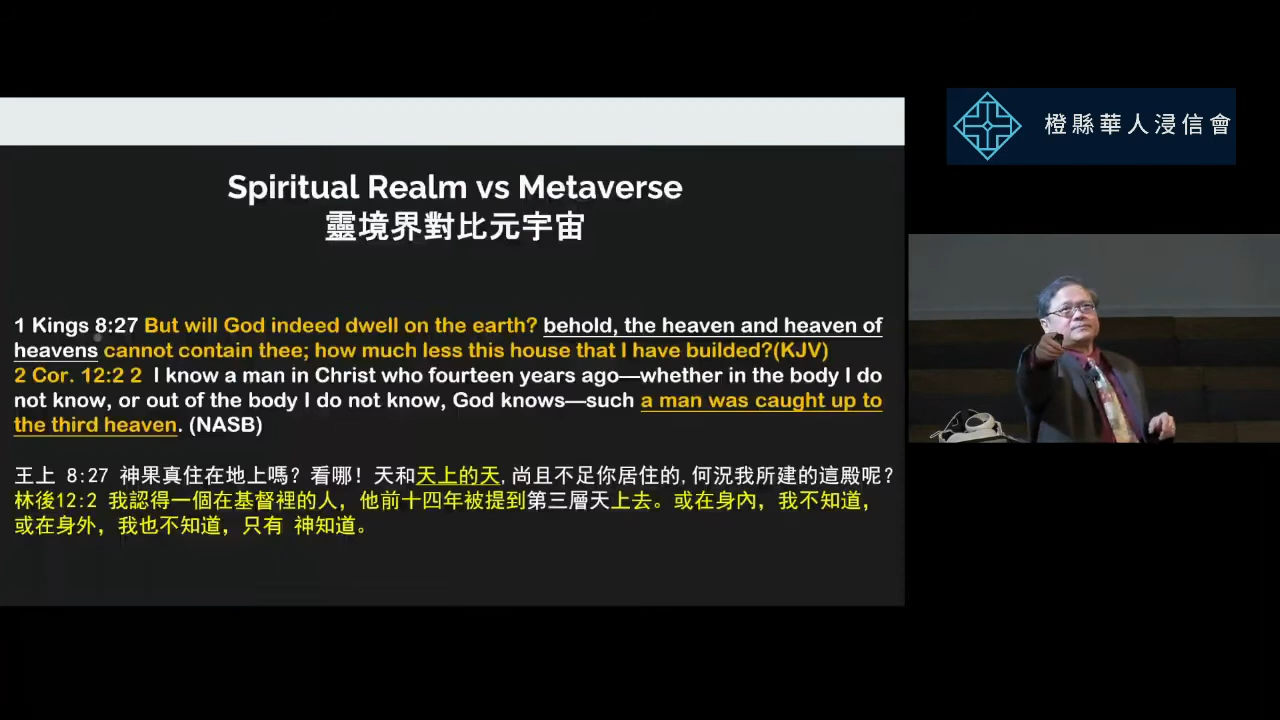 橙縣華人浸信會
Spiritual Realm vs Metaverse
靈境界對比元宇宙
1 Kings 8:27 But will God indeed dwell on the earth? behold, the heaven and heaven of
heavens cannot contain thee; how much less this house that I have builded?(KJV)
2 Cor. 12:2 2 I know a man in Christ who fourteen years ago—whether in the body I do
not know, or out of the body I do not know, God knows—such a man was caught up to
the third heaven. (NASB)
王上 8:27 神果真住在地上嗎? 看哪! 天和天上的天, 尚且不足你居住的, 何況我所建的這殿呢?
林後12:2 我認得一個在基督裡的人，他前十四年被提到第三層天上去。或在身內，我不知道，
或在身外，我也不知道，只有 神知道。